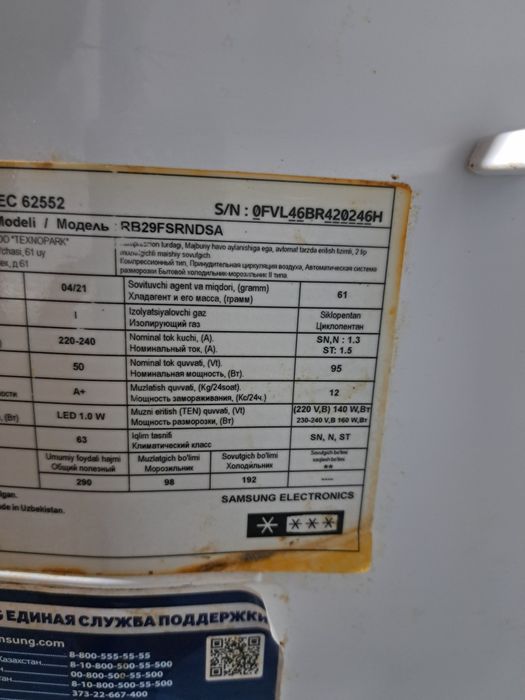 EC 62552
S/N : 0FVL46BR420246H
Modeli / Модель RB29FSRNDSA
"TEXNOPARK"
61 uy
д.61
turdagi, Majburiy havo aylanishiga ega, avtomat tarzda eritish tizimi, 2 tip
maishiy sovutgich
Компрессионный тип, Принудительная циркуляция воздуха, Автоматическая система
разморозки Бытовой холодильник-морозильник II типа
04/21 Sovituvchi agent va miqdori, (gramm) 61
Хладагент и его масса, (грамм)
I Izolyatsiyalovchi gaz Siklopentan
Изолирующий газ Циклопентан
220-240 Nominal tok kuchi, (A). SN,N : 1.3
Номинальный ток, (A). ST: 1.5
50 Nominal tok quvvati, (Vt). 95
Номинальная мощность, (Вт).
A+ Muzlatish quvvati, (Kg/24soat). 12
Мощность замораживания, (Кг/24ч.)
(Вт) LED 1.0 W Muzni eritish (TEN) quvvati, (Vt) (220 V,B) 140 W,Вт
Мощность разморозки, (Вт) 230-240 V,B 160 W,Вт
63 Iqlim tasnifi SN, N, ST
Климатический класс
Umumiy foydali hajmi Muzlatgich bo'limi Sovutgich bo'limi
Общий полезный Морозильник Холодильник **
290 98 192 ----
SAMSUNG ELECTRONICS
de in Uzbekistan.
ЕДИНАЯ СЛУЖБА ПОДДЕРЖКИ
msung.com
8-800-555-55-55
Казахстан 8-10-800-500-55-500
00-800-500-55-500
8-10-800-500-55-500
373-22-667-400